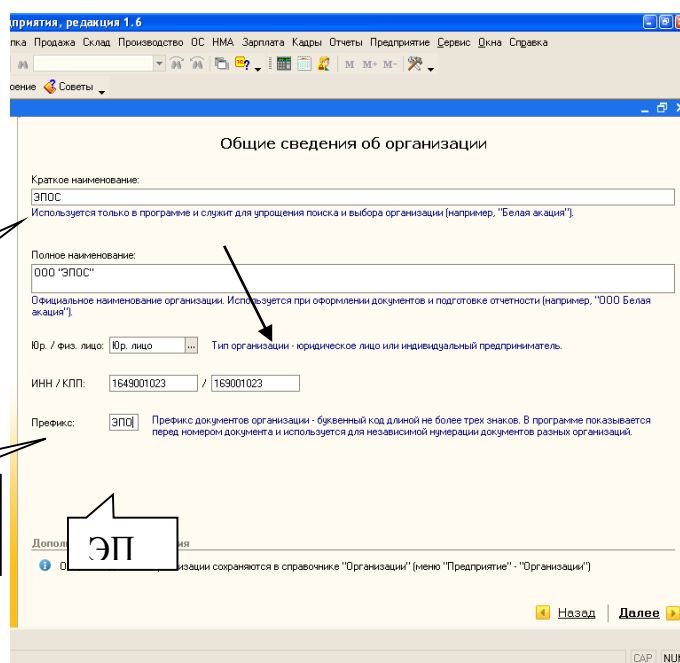 приятия, редакция 1.6
пка Продажа Склад Производство ОС НМА Зарплата Кадры Отчеты Предприятие Сервис Окна Справка
M M+ M-
рение Советы
Общие сведения об организации
Краткое наименование:
ЭПОС
Используется только в программе и служит для упрощения поиска и выбора организации (например, "Белая акация").
Полное наименование:
ООО "ЭПОС"
Официальное наименование организации. Используется при оформлении документов и подготовке отчетности (например, "ООО Белая
акация").
Юр. / физ. лицо: Юр. лицо ... Тип организации - юридическое лицо или индивидуальный предприниматель.
ИНН / КПП: 1649001023 / 169001023
Префикс: ЭПО Префикс документов организации - буквенный код длиной не более трех знаков. В программе показывается
перед номером документа и используется для независимой нумерации документов разных организаций.
ЭП
Допол ия
О изации сохраняются в справочнике "Организации" (меню "Предприятие" - "Организации")
Назад Далее
CAP NUM